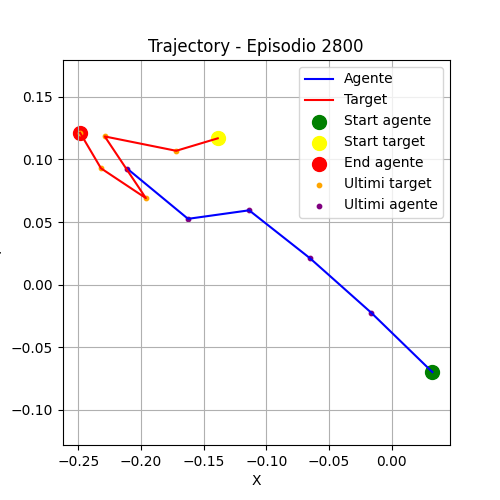 Trajectory - Episodio 2800
Agente
Target
Start agente
Start target
End agente
Ultimi target
Ultimi agente
0.15
0.10
0.05
0.00
−0.05
−0.10
−0.25
−0.20
−0.15
−0.10
−0.05
0.00
X